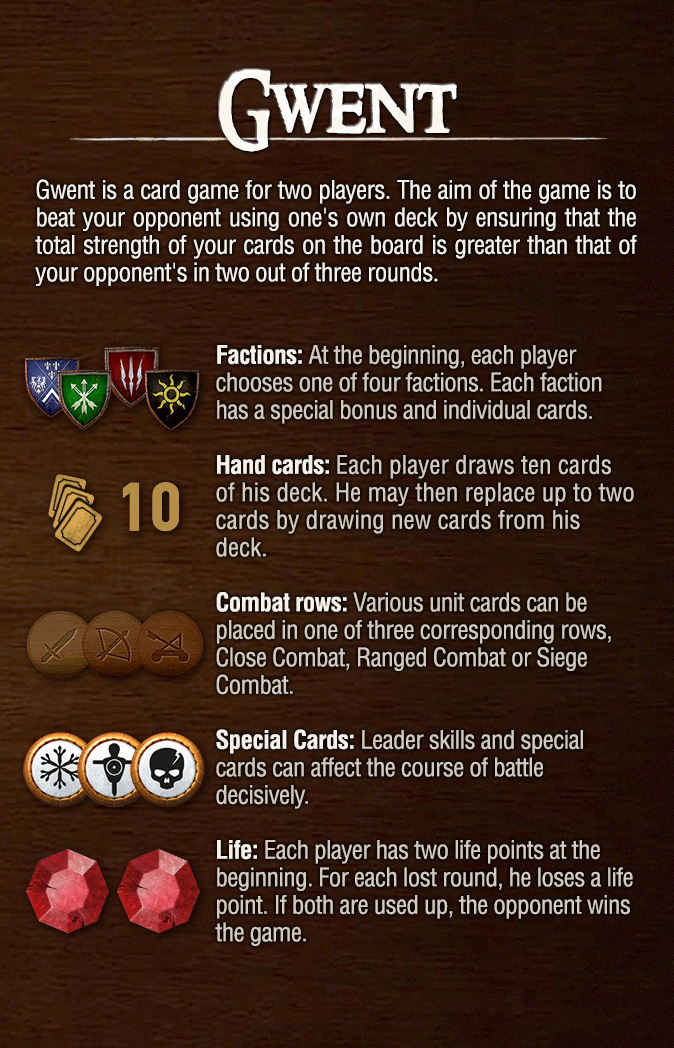 GWENT
Gwent is a card game for two players. The aim of the game is to
beat your opponent using one's own deck by ensuring that the
total strength of your cards on the board is greater than that of
your opponent's in two out of three rounds.
Factions: At the beginning, each player
chooses one of four factions. Each faction
has a special bonus and individual cards.
10
Hand cards: Each player draws ten cards
of his deck. He may then replace up to two
cards by drawing new cards from his
deck.
Combat rows: Various unit cards can be
placed in one of three corresponding rows,
Close Combat, Ranged Combat or Siege
Combat.
Special Cards: Leader skills and special
cards can affect the course of battle
decisively.
Life: Each player has two life points at the
beginning. For each lost round, he loses a life
point. If both are used up, the opponent wins
the game.